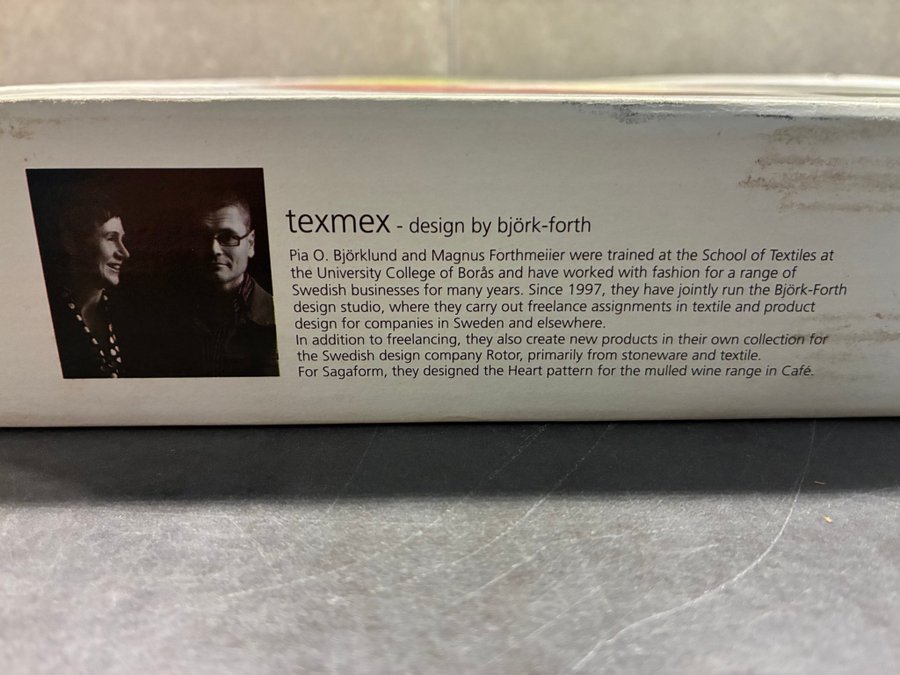 texmex - design by björk-forth
Pia O. Björklund and Magnus Forthmeiier were trained at the School of Textiles at
the University College of Borås and have worked with fashion for a range of
Swedish businesses for many years. Since 1997, they have jointly run the Björk-Forth
design studio, where they carry out freelance assignments in textile and product
design for companies in Sweden and elsewhere.
In addition to freelancing, they also create new products in their own collection for
the Swedish design company Rotor, primarily from stoneware and textile.
For Sagaform, they designed the Heart pattern for the mulled wine range in Café.